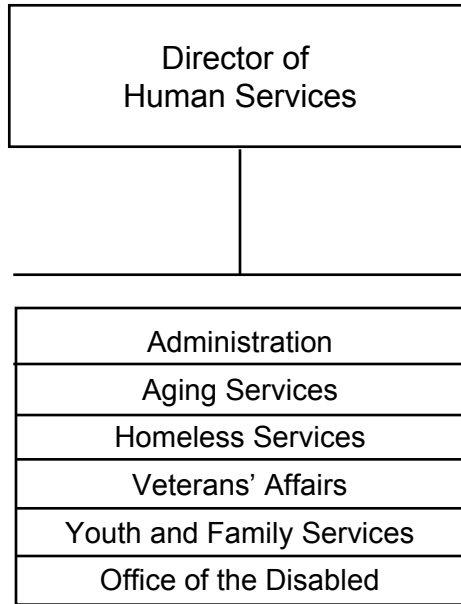 Director of
Human Services
Administration
Aging Services
Homeless Services
Veterans’ Affairs
Youth and Family Services
Office of the Disabled